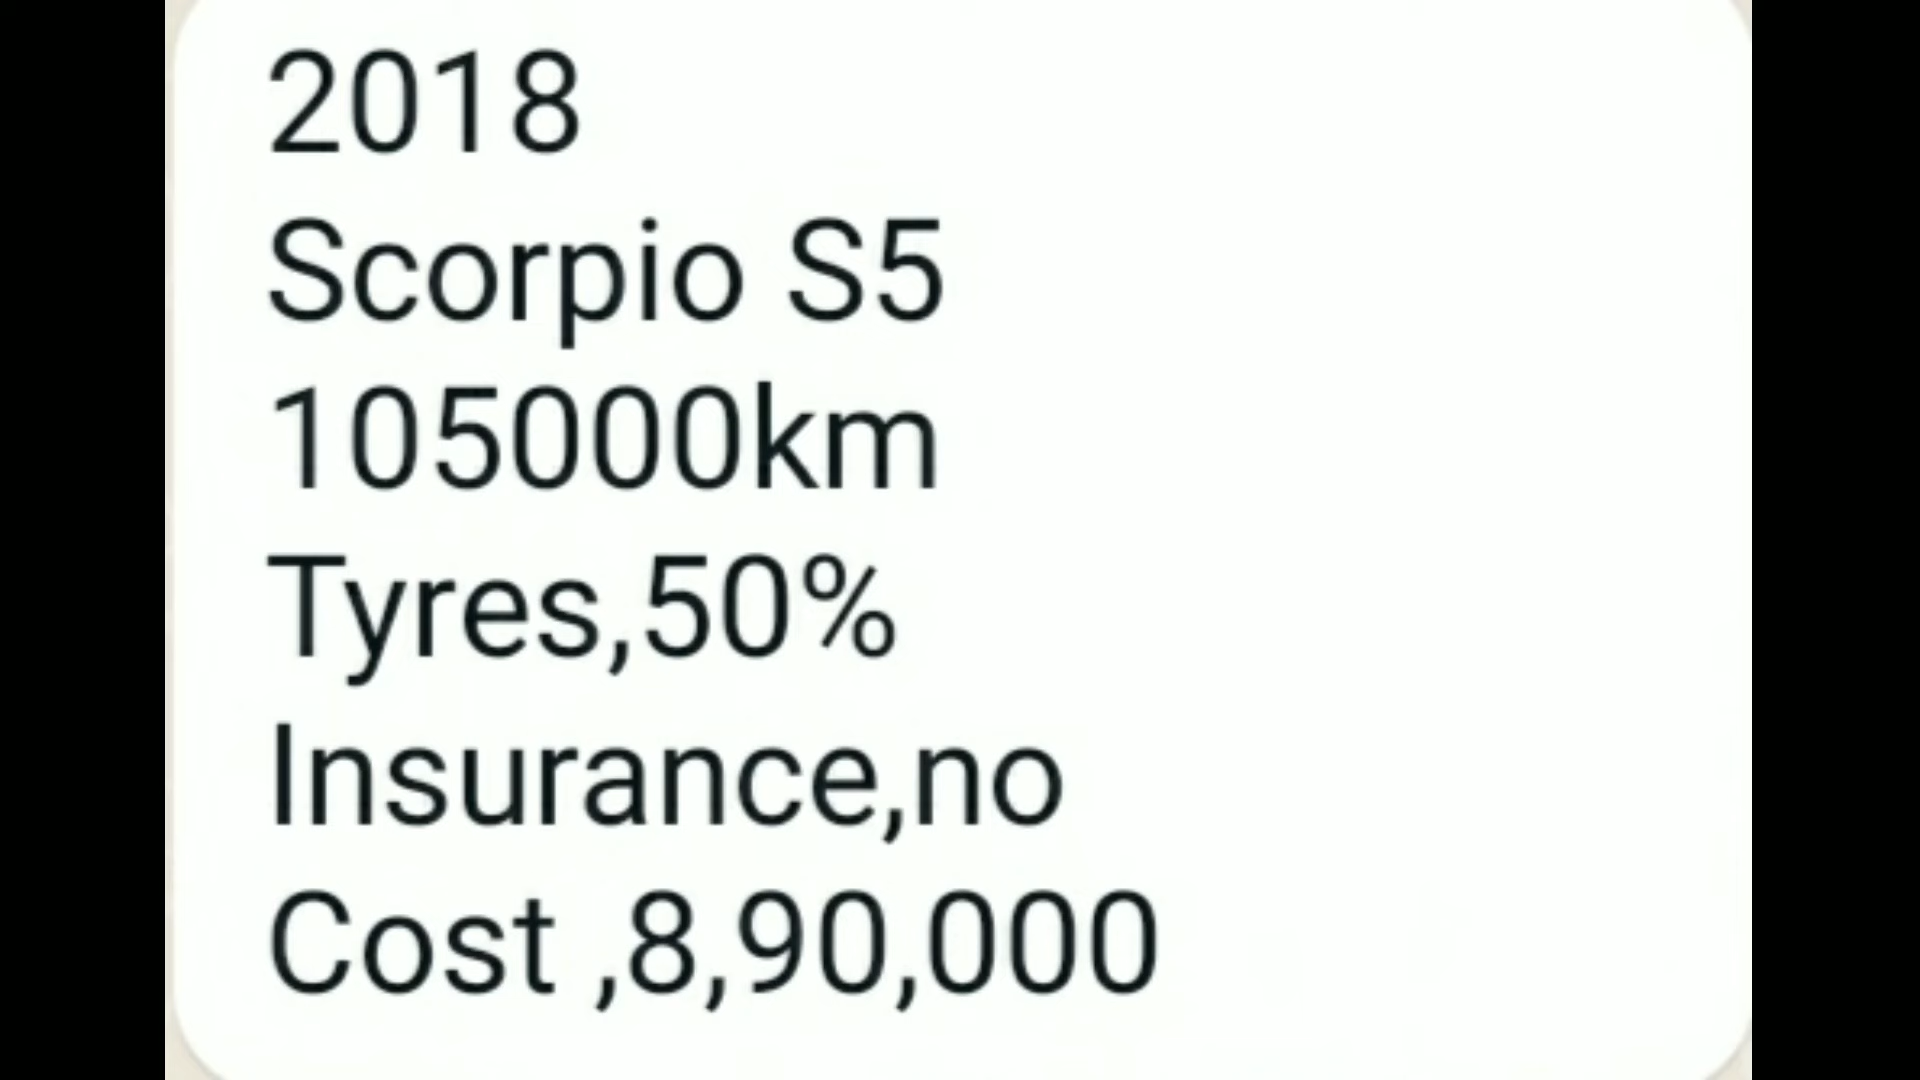 2018
Scorpio S5
105000km
Tyres,50%
Insurance,no
Cost ,8,90,000